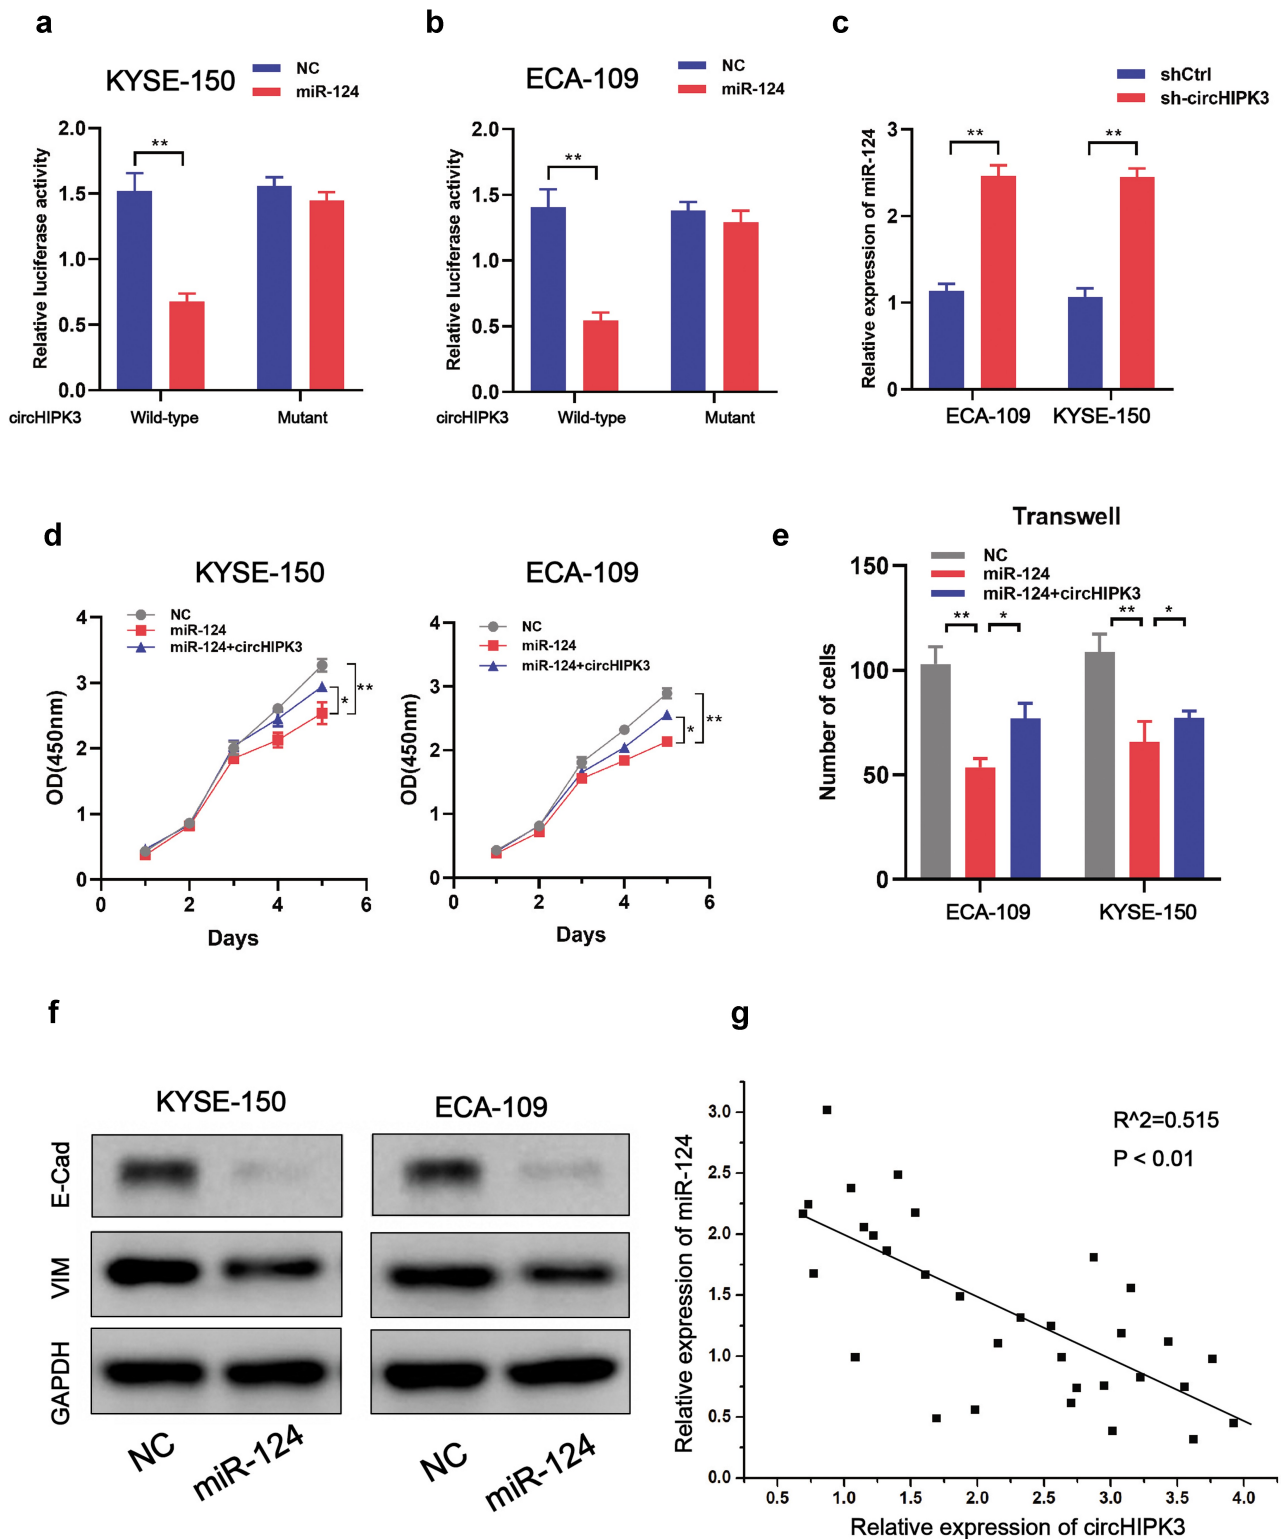 a
KYSE-150
NC
miR-124
**
Relative luciferase activity
2.0
1.5
1.0
0.5
0.0
circHIPK3
Wild-type
Mutant
b
ECA-109
NC
miR-124
**
Relative luciferase activity
2.0
1.5
1.0
0.5
0.0
circHIPK3
Wild-type
Mutant
c
shCtrl
sh-circHIPK3
** **
Relative expression of miR-124
3
2
1
0
ECA-109 KYSE-150
d
KYSE-150
NC
miR-124
miR-124+circHIPK3
* **
OD(450nm)
4
3
2
1
0
0 2 4 6
Days
ECA-109
NC
miR-124
miR-124+circHIPK3
* **
OD(450nm)
4
3
2
1
0
0 2 4 6
Days
e
Transwell
NC
miR-124
miR-124+circHIPK3
** * ** *
Number of cells
150
100
50
0
ECA-109 KYSE-150
f
KYSE-150 ECA-109
E-Cad
VIM
GAPDH
NC miR-124 NC miR-124
g
R^2=0.515
P < 0.01
Relative expression of miR-124
3.0
2.5
2.0
1.5
1.0
0.5
0.0
0.5 1.0 1.5 2.0 2.5 3.0 3.5 4.0
Relative expression of circHIPK3